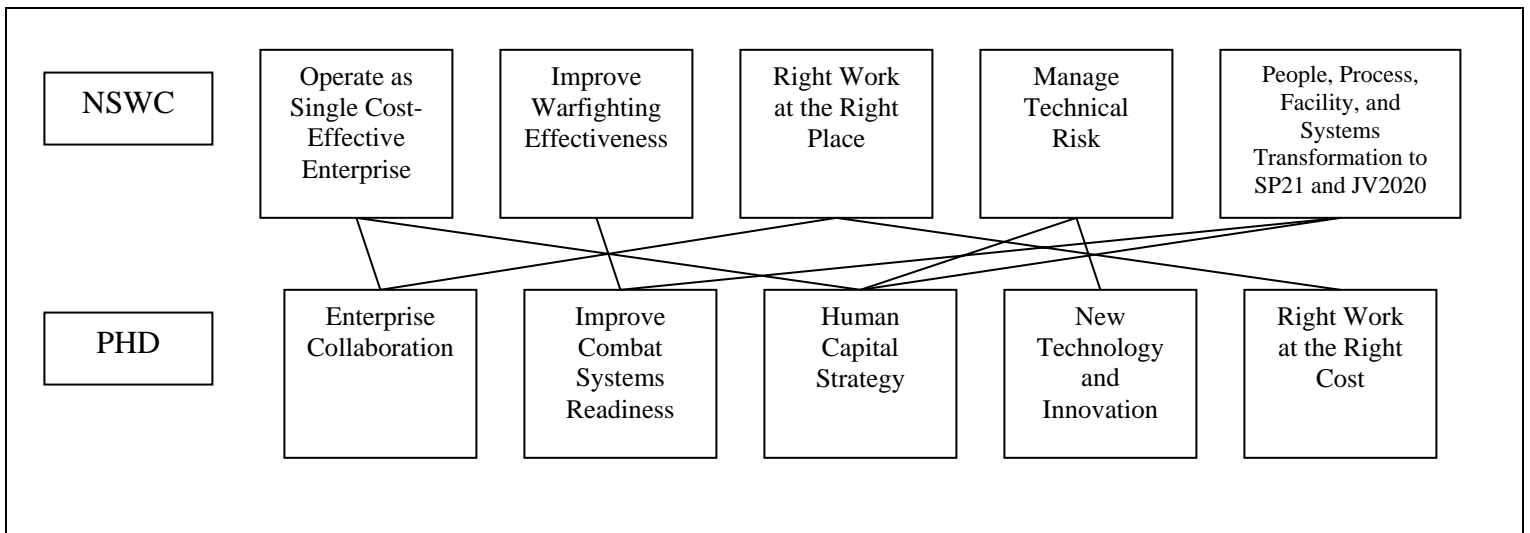 NSWC
Operate as
Single Cost-
Effective
Enterprise
Improve
Warfighting
Effectiveness
Right Work
at the Right
Place
Manage
Technical
Risk
People, Process,
Facility, and
Systems
Transformation to
SP21 and JV2020
PHD
Enterprise
Collaboration
Improve
Combat
Systems
Readiness
Human
Capital
Strategy
New
Technology
and
Innovation
Right Work
at the Right
Cost